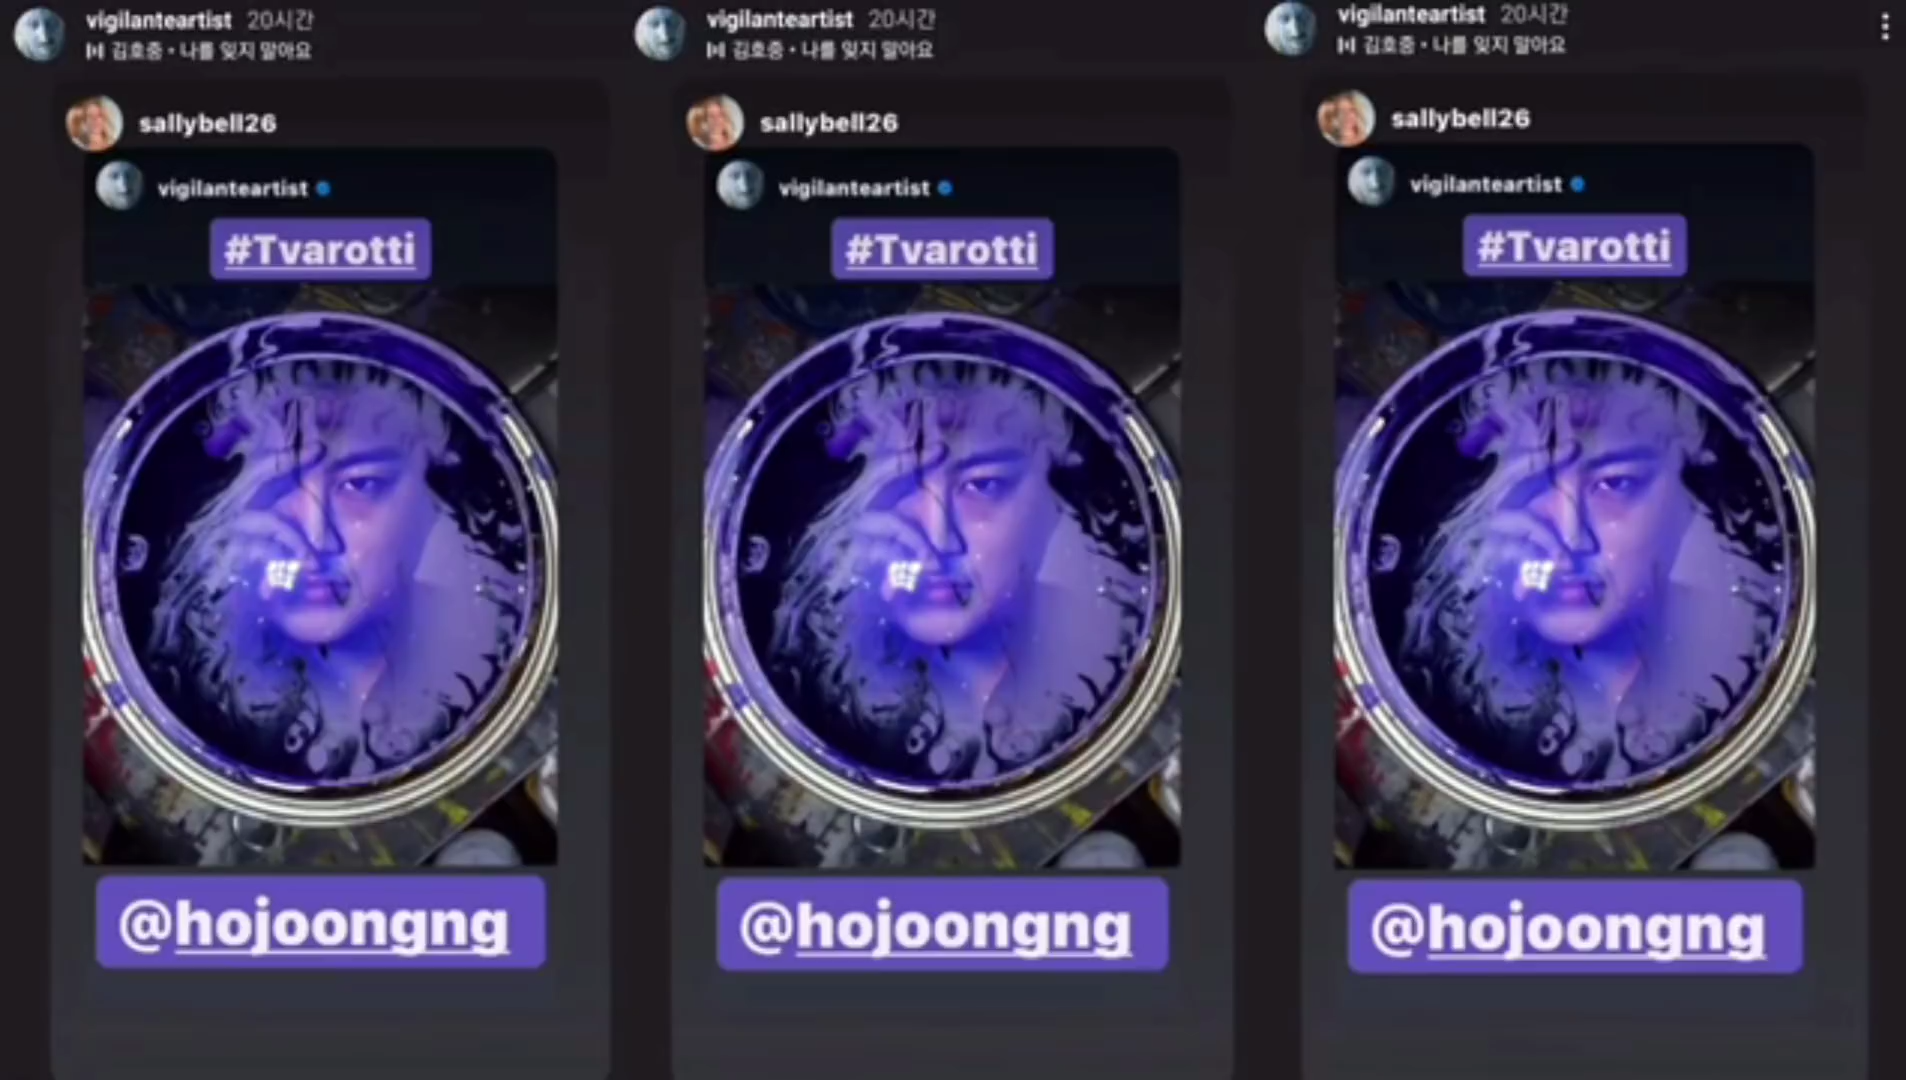 vigilanteartist 20시간
김호중 • 나를 잊지 말아요
sallybell26
vigilanteartist
#Tvarotti
@hojoongng
vigilanteartist 20시간
김호중 • 나를 잊지 말아요
sallybell26
vigilanteartist
#Tvarotti
@hojoongng
vigilanteartist 20시간
김호중 • 나를 잊지 말아요
sallybell26
vigilanteartist
#Tvarotti
@hojoongng